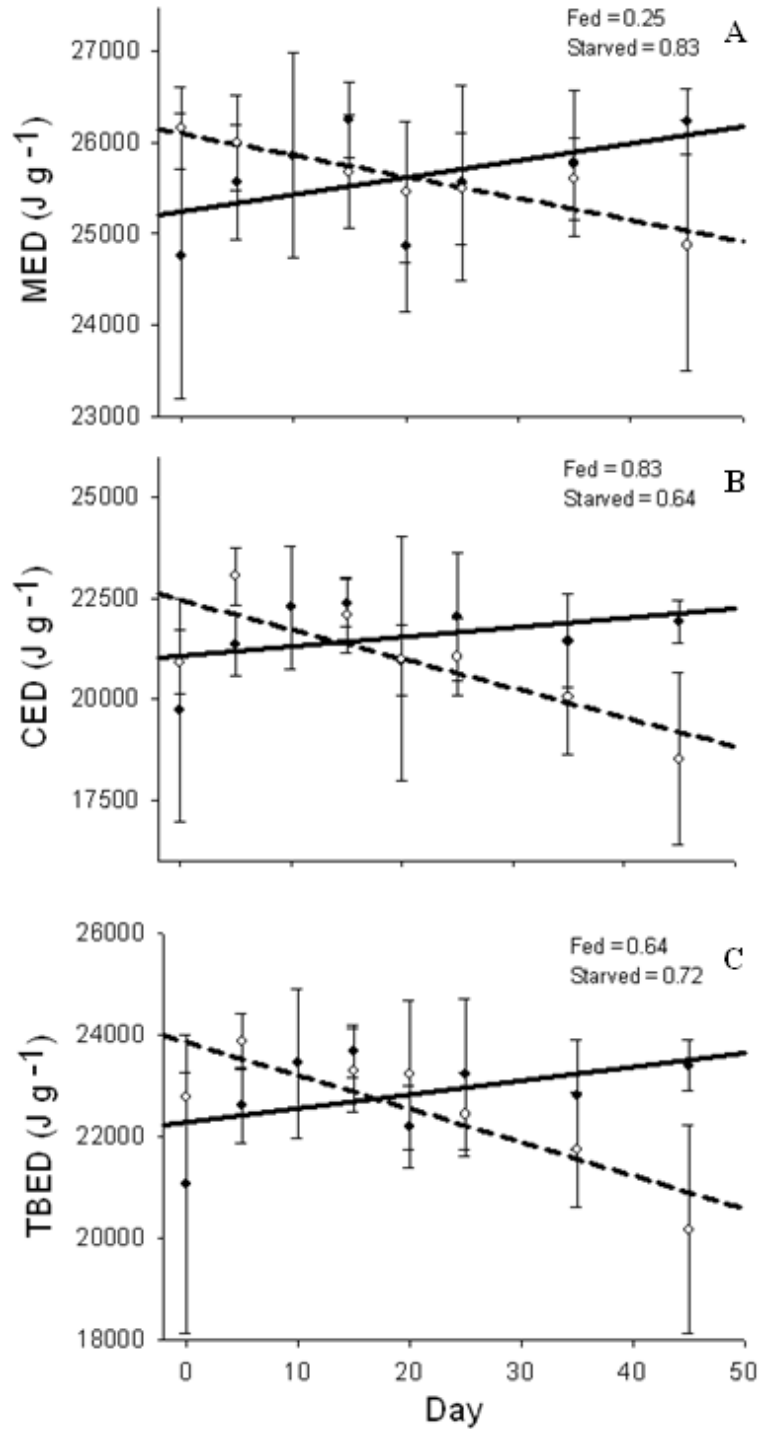 Fed = 0.25
Starved = 0.83
A
27000
26000
25000
24000
23000
MED (J g -1)
Fed = 0.83
Starved = 0.64
B
25000
22500
20000
17500
CED (J g -1)
Fed = 0.64
Starved = 0.72
C
26000
24000
22000
20000
18000
TBED (J g -1)
0 10 20 30 40 50
Day